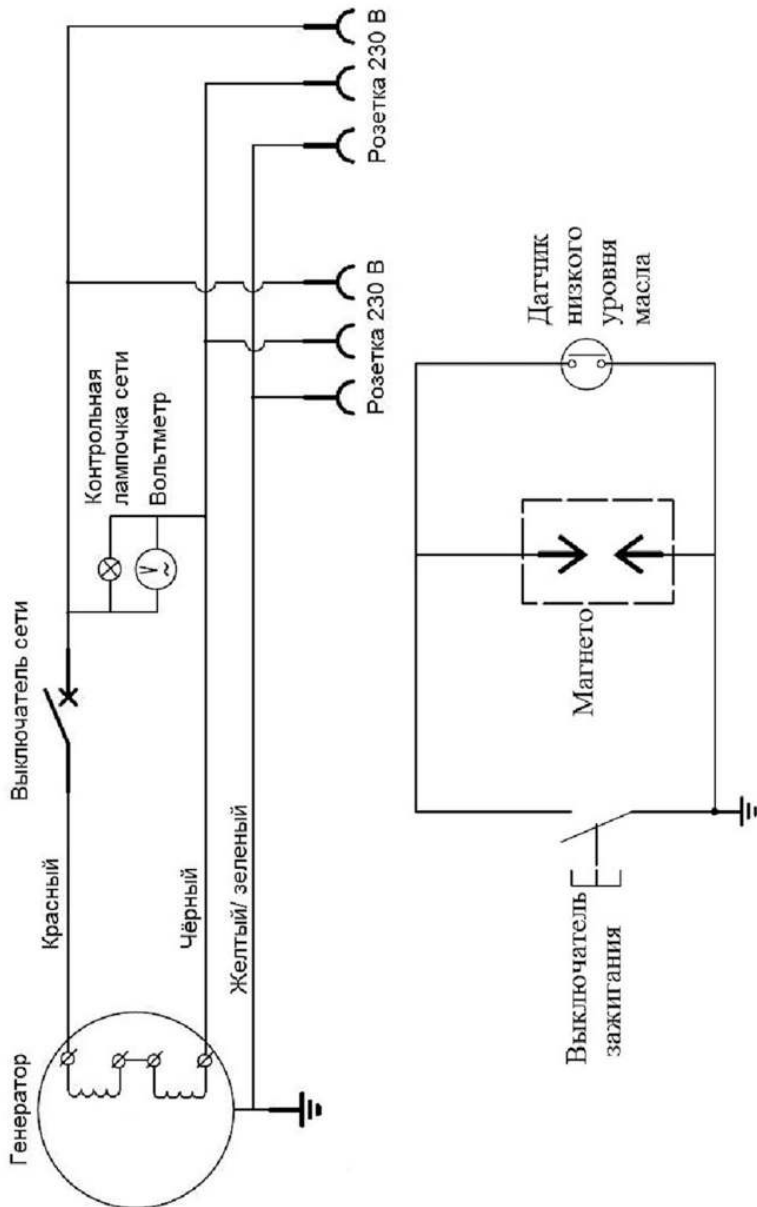 Генератор
Красный
Чёрный
Желтый/ зеленый
Выключатель сети
Контрольная
лампочка сети
Вольтметр
V
~
Розетка 230 В
Розетка 230 В
Выключатель
зажигания
Магнето
Датчик
низкого
уровня
масла